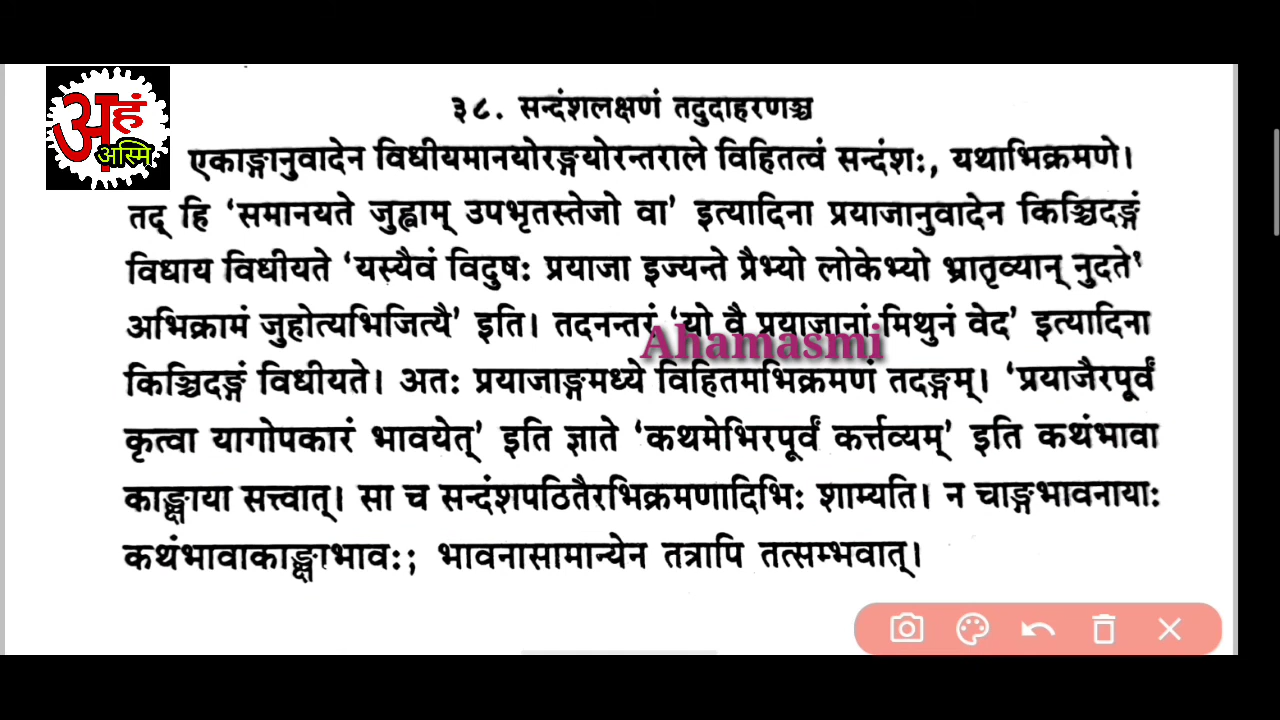 अहं
अस्मि
३८. सन्दंशलक्षणं तदुदाहरणञ्च
एकाङ्गानुवादेन विधीयमानयोरङ्गयोरन्तराले विहितत्वं सन्दंशः, यथाभिक्रमणे।
तद् हि ‘समानयते जुह्वाम् उपभृतस्तेजो वा’ इत्यादिना प्रयाजानुवादेन किञ्चिदङ्गं
विधाय विधीयते ‘यस्यैवं विदुषः प्रयाजा इज्यन्ते प्रैभ्यो लोकेभ्यो भ्रातृव्यान् नुदते’
अभिक्रामं जुहोत्यभिजित्यै’ इति। तदनन्तरं ‘यो वै प्रयाजानां मिथुनं वेद’ इत्यादिना
Ahamasmi
किञ्चिदङ्गं विधीयते। अतः प्रयाजाङ्गमध्ये विहितमभिक्रमणं तदङ्गम्। ‘प्रयाजैरपूर्वं
कृत्वा यागोपकारं भावयेत्’ इति ज्ञाते ‘कथमेभिरपूर्वं कर्त्तव्यम्’ इति कथंभावा
काङ्क्षाया सत्त्वात्। सा च सन्दंशपठितैरभिक्रमणादिभिः शाम्यति। न चाङ्गभावनायाः
कथंभावाकाङ्क्षाभावः; भावनासामान्येन तत्रापि तत्सम्भवात्।